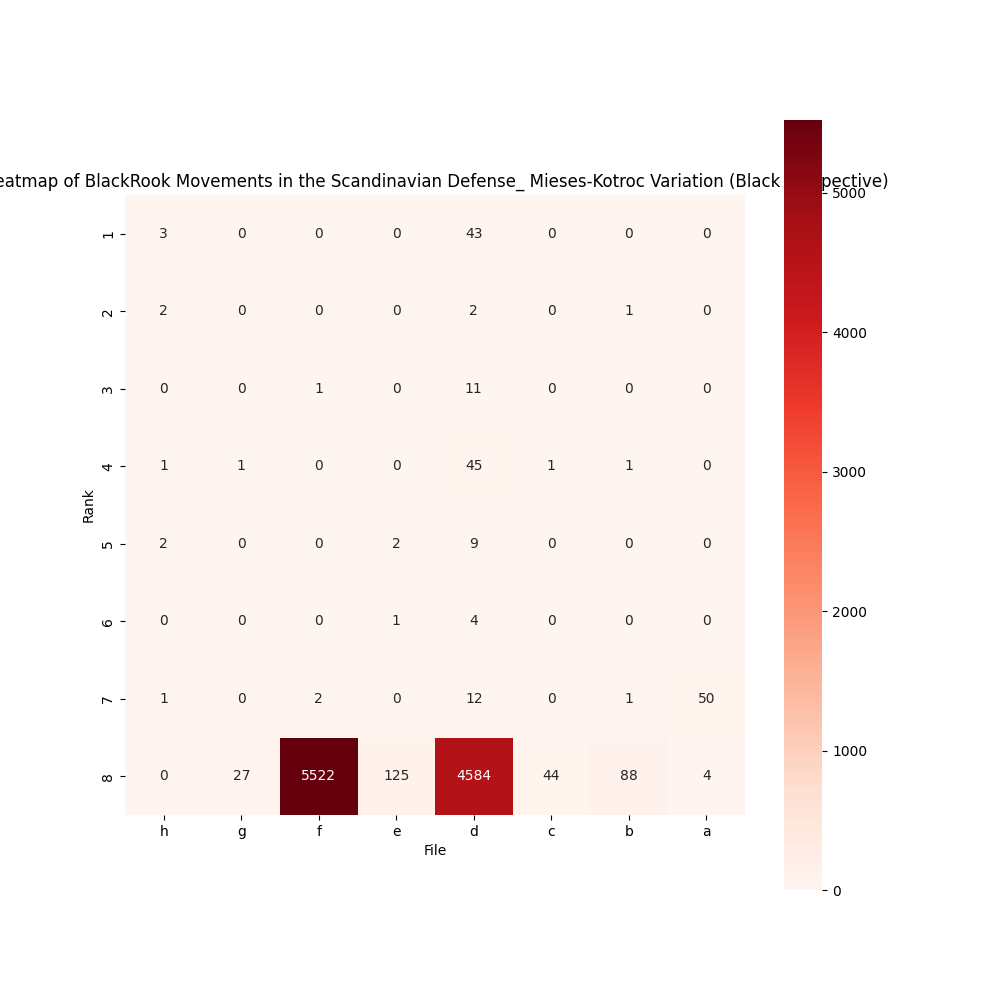 eatmap of BlackRook Movements in the Scandinavian Defense_ Mieses-Kotroc Variation (Black pective)
5000
1 3 0 0 0 43 0 0 0
2 2 0 0 0 2 0 1 0
4000
3 0 0 1 0 11 0 0 0
4 1 1 0 0 45 1 1 0
3000
Rank
5 2 0 0 2 9 0 0 0
2000
6 0 0 0 1 4 0 0 0
7 1 0 2 0 12 0 1 50
1000
8 0 27 5522 125 4584 44 88 4
h g f e d c b a
File
0